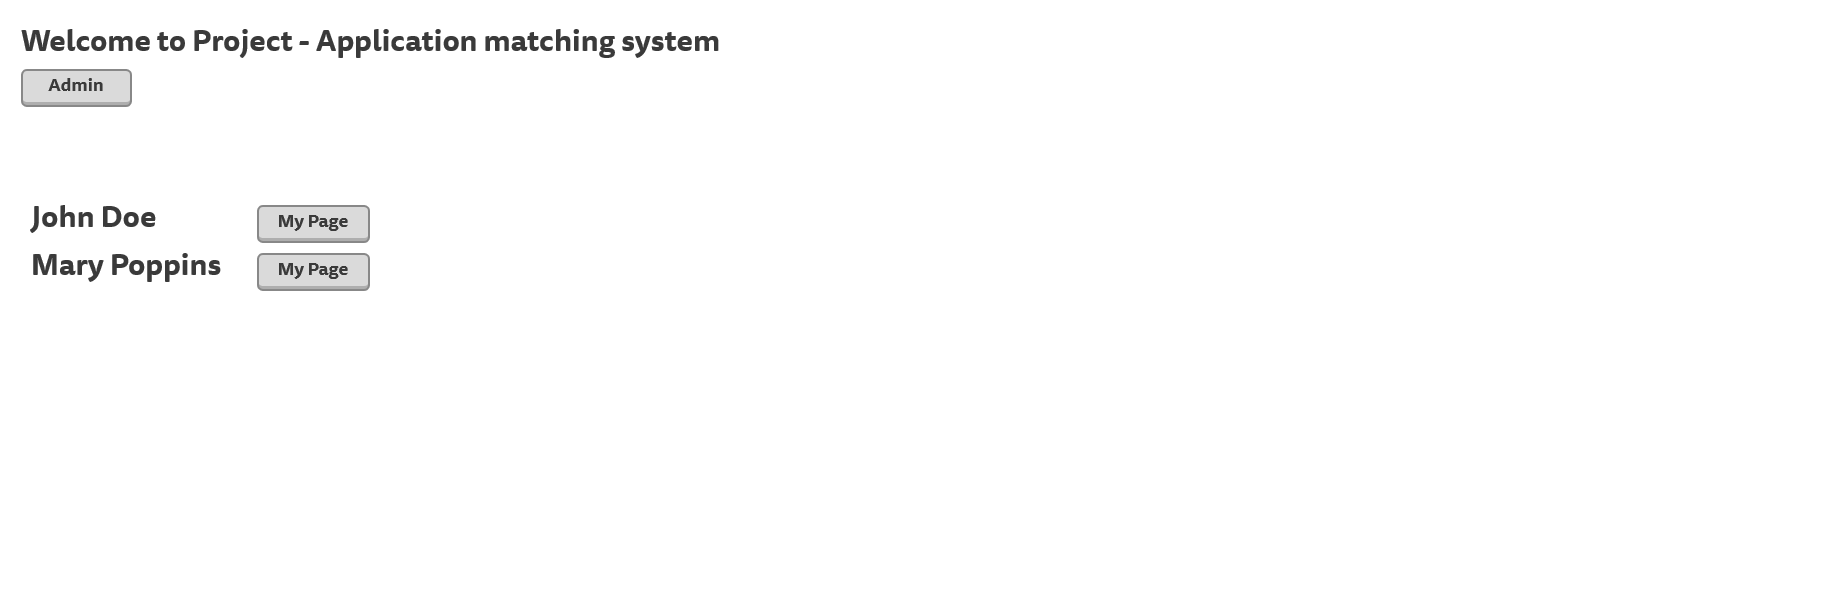 Welcome to Project - Application matching system
Admin
John Doe My Page
Mary Poppins My Page